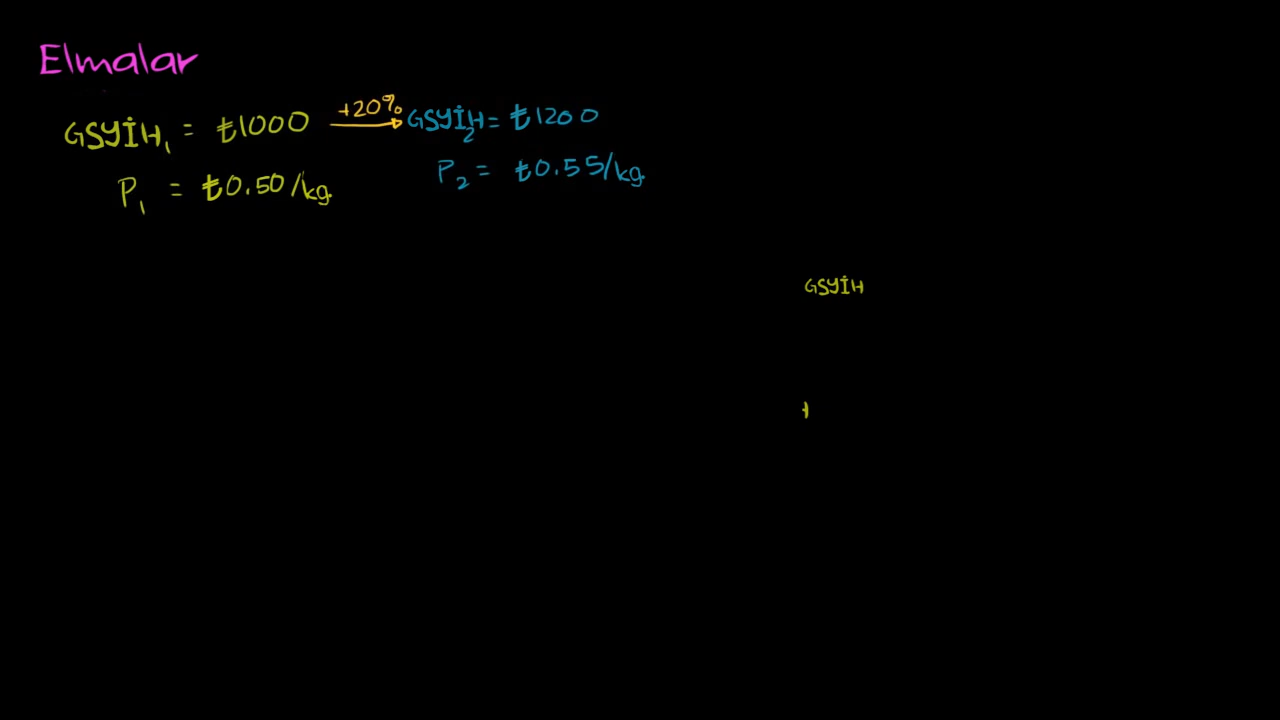 Elmalar
GSYİH₁ = ₺1000 +20% GSYİH₂ = ₺1200
P₁ = ₺0.50/kg. P₂ = ₺0.55/kg.
GSYİH